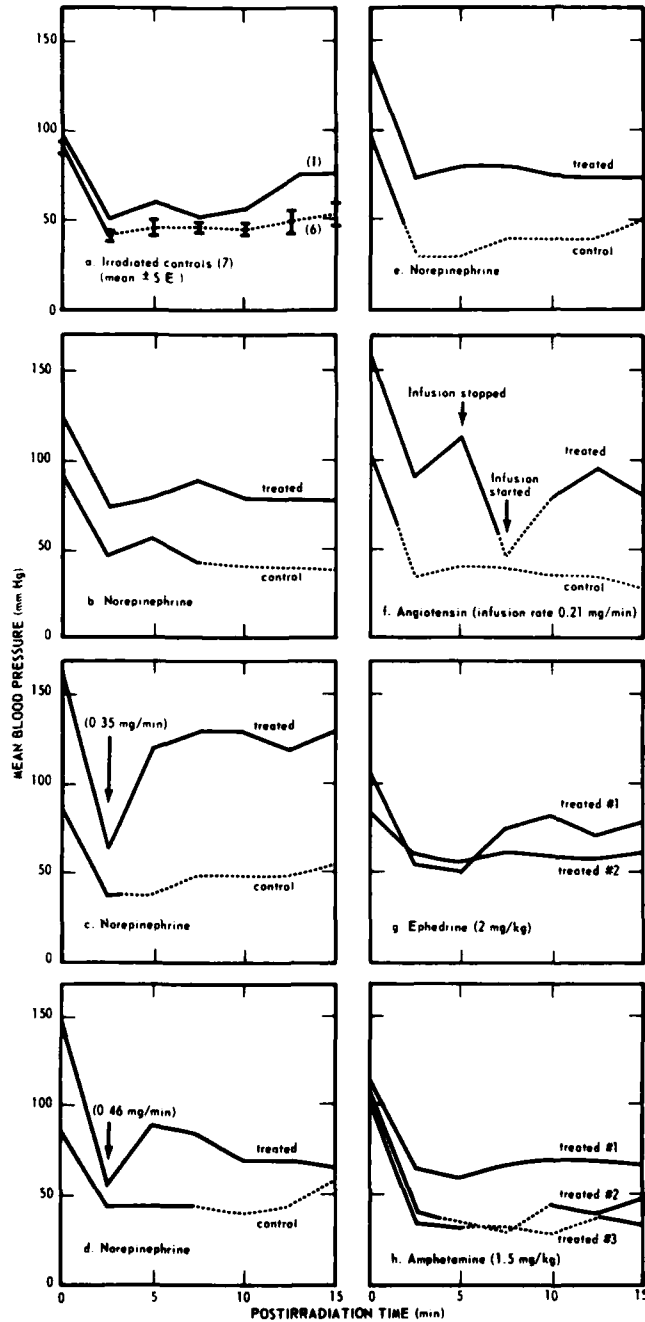 MEAN BLOOD PRESSURE (mm Hg)
150
100
50
0
(1)
(6)
a. Irradiated controls (7)
(mean ± S E)
treated
control
e. Norepinephrine
150
100
50
0
treated
control
b. Norepinephrine
Infusion stopped
treated
Infusion
started
control
f. Angiotensin (infusion rate 0.21 mg/min)
150
100
50
0
(0 35 mg/min)
treated
control
c. Norepinephrine
treated #1
treated #2
g. Ephedrine (2 mg/kg)
150
100
50
0
(0 46 mg/min)
treated
control
d. Norepinephrine
treated #1
treated #2
treated #3
h. Amphetamine (1.5 mg/kg)
0 5 10 15 0 5 10 15
POSTIRRADIATION TIME (min)